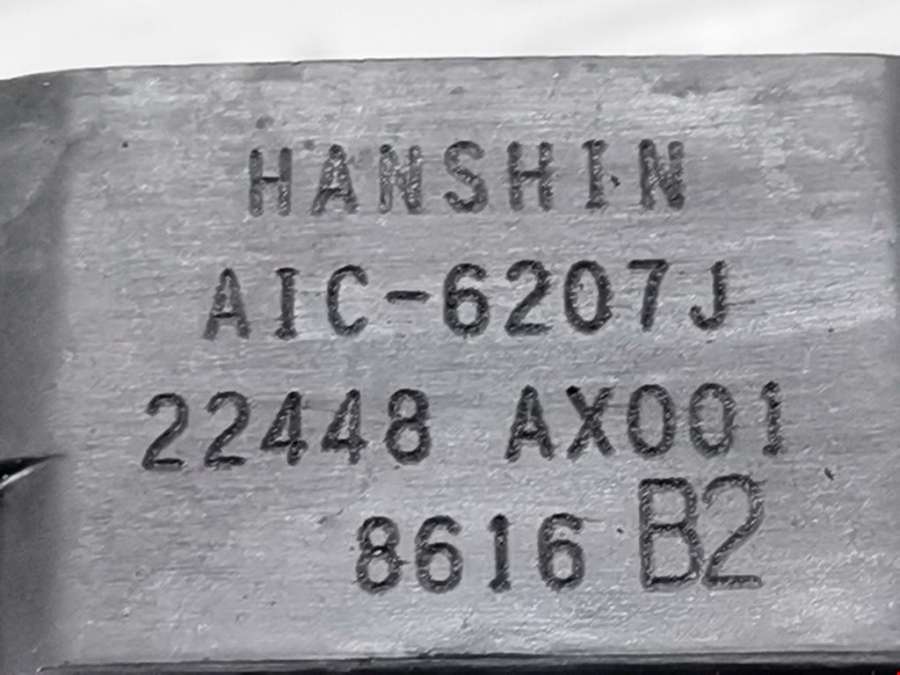 HANSHIN
AIC-6207J
22448 AX001
8616 B2